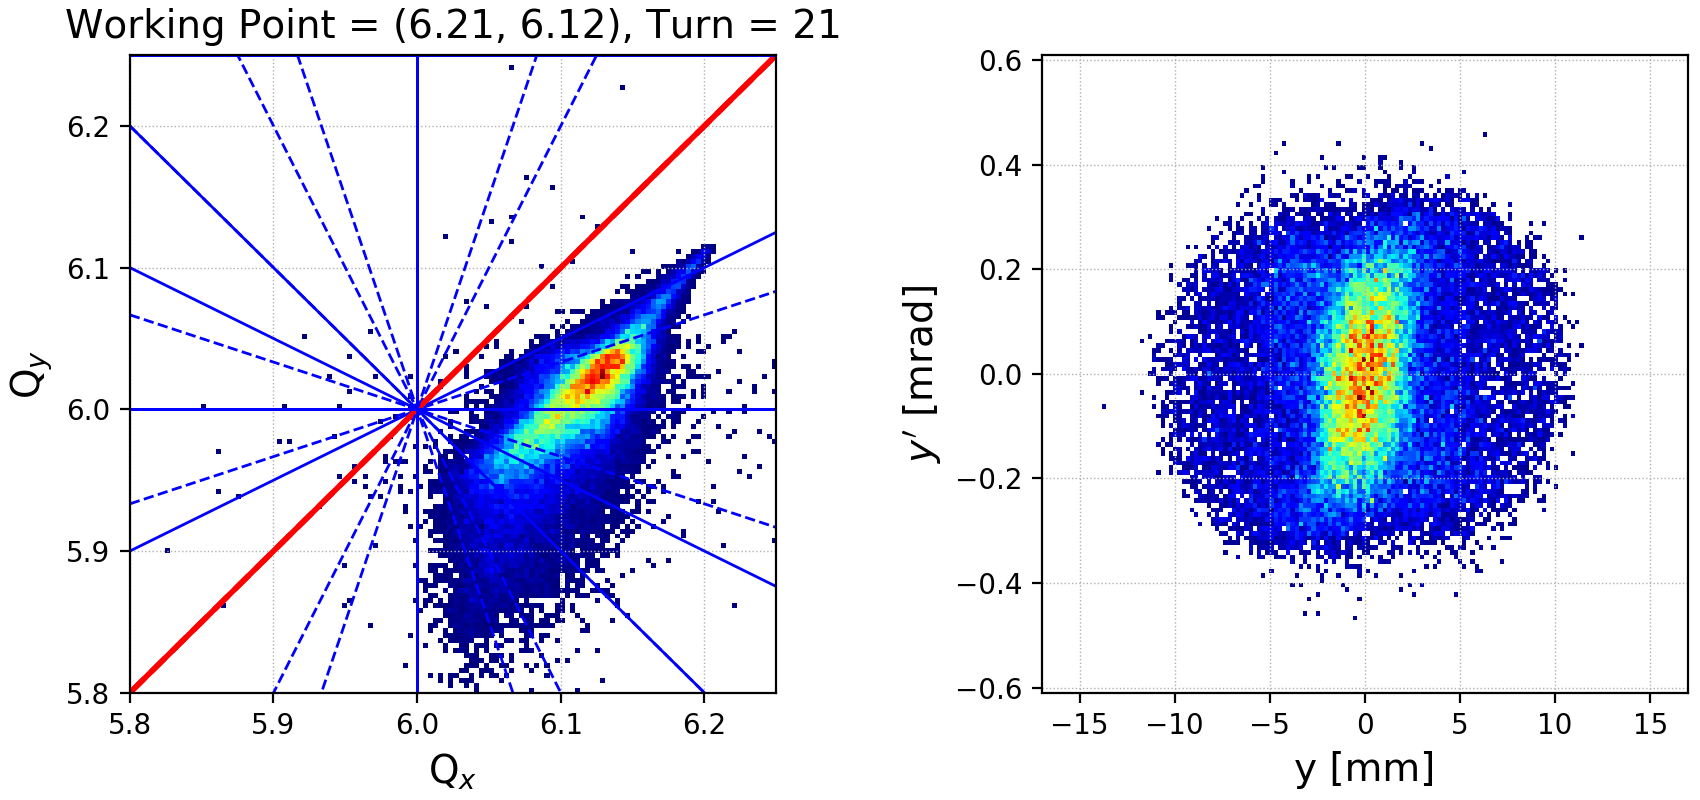 Working Point = (6.21, 6.12), Turn = 21
6.2
6.1
6.0
5.9
5.8
Q_y
5.8 5.9 6.0 6.1 6.2
Q_x
0.6
0.4
0.2
0.0
−0.2
−0.4
−0.6
y′ [mrad]
−15 −10 −5 0 5 10 15
y [mm]